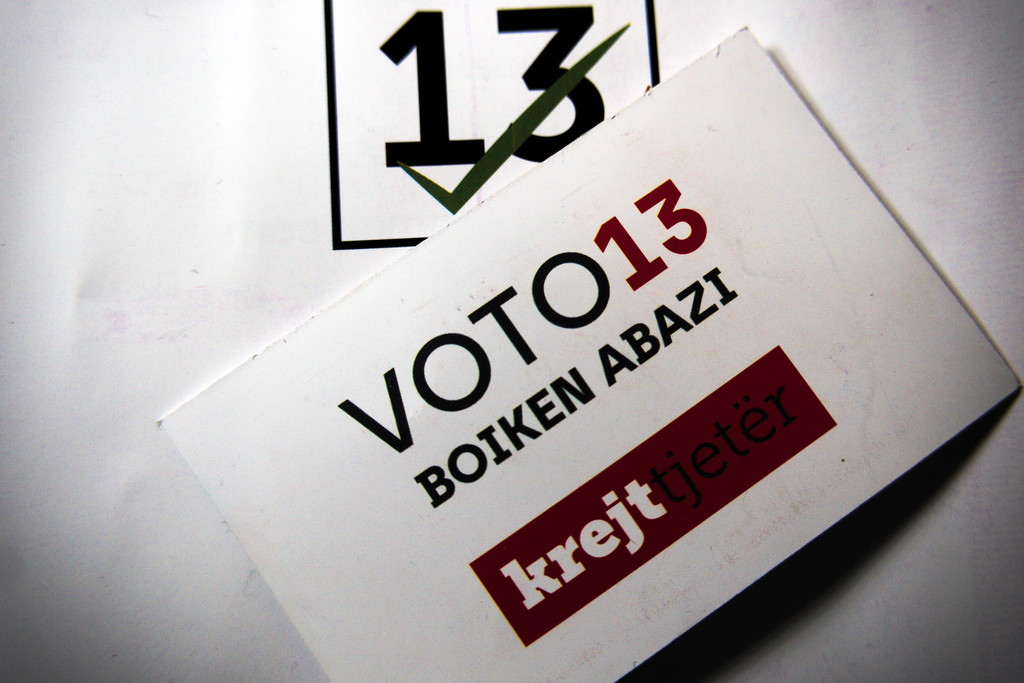 13
VOTO13
BOIKEN ABAZI
krejttjetër